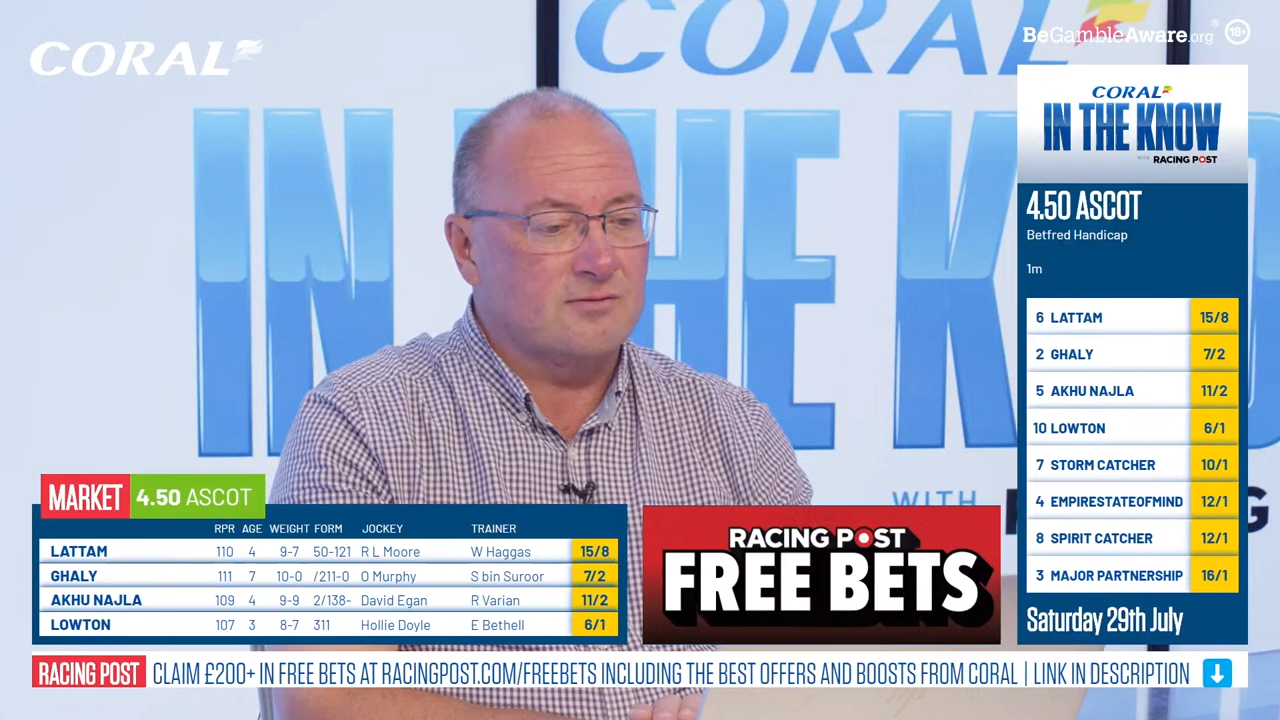 CORAL
CORAL
BeGambleAware.org® 18+
IN THE KNOW
WITH
CORAL
IN THE KNOW
WITH RACING POST
4.50 ASCOT
Betfred Handicap
1m
6 LATTAM 15/8
2 GHALY 7/2
5 AKHU NAJLA 11/2
10 LOWTON 6/1
7 STORM CATCHER 10/1
4 EMPIRESTATEOFMIND 12/1
8 SPIRIT CATCHER 12/1
3 MAJOR PARTNERSHIP 16/1
Saturday 29th July
MARKET 4.50 ASCOT
RPR AGE WEIGHT FORM JOCKEY TRAINER
LATTAM 110 4 9-7 50-121 R L Moore W Haggas 15/8
GHALY 111 7 10-0 /211-0 O Murphy S bin Suroor 7/2
AKHU NAJLA 109 4 9-9 2/138- David Egan R Varian 11/2
LOWTON 107 3 8-7 311 Hollie Doyle E Bethell 6/1
RACING POST
FREE BETS
RACING POST CLAIM £200+ IN FREE BETS AT RACINGPOST.COM/FREEBETS INCLUDING THE BEST OFFERS AND BOOSTS FROM CORAL | LINK IN DESCRIPTION